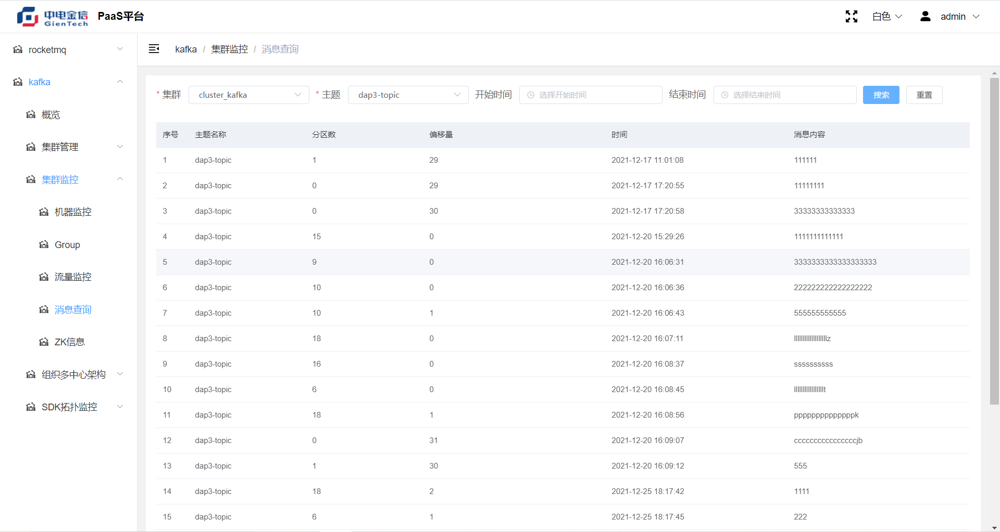 中电金信 GienTech PaaS平台 白色 admin
rocketmq
kafka
概览
集群管理
集群监控
机器监控
Group
流量监控
消息查询
ZK信息
组织多中心架构
SDK拓扑监控
kafka / 集群监控 / 消息查询
* 集群 cluster_kafka * 主题 dap3-topic 开始时间 选择开始时间 结束时间 选择结束时间 搜索 重置
序号 主题名称 分区数 偏移量 时间 消息内容
1 dap3-topic 1 29 2021-12-17 11:01:08 111111
2 dap3-topic 0 29 2021-12-17 17:20:55 11111111
3 dap3-topic 0 30 2021-12-17 17:20:58 33333333333333
4 dap3-topic 15 0 2021-12-20 15:29:26 1111111111111
5 dap3-topic 9 0 2021-12-20 16:06:31 3333333333333333333
6 dap3-topic 10 0 2021-12-20 16:06:36 222222222222222222
7 dap3-topic 10 1 2021-12-20 16:06:43 555555555555
8 dap3-topic 18 0 2021-12-20 16:07:11
9 dap3-topic 16 0 2021-12-20 16:08:37 ssssssssss
10 dap3-topic 6 0 2021-12-20 16:08:45
11 dap3-topic 18 1 2021-12-20 16:08:56 ppppppppppppppk
12 dap3-topic 0 31 2021-12-20 16:09:07 ccccccccccccccccjb
13 dap3-topic 1 30 2021-12-20 16:09:12 555
14 dap3-topic 18 2 2021-12-25 18:17:42 1111
15 dap3-topic 6 1 2021-12-25 18:17:45 222